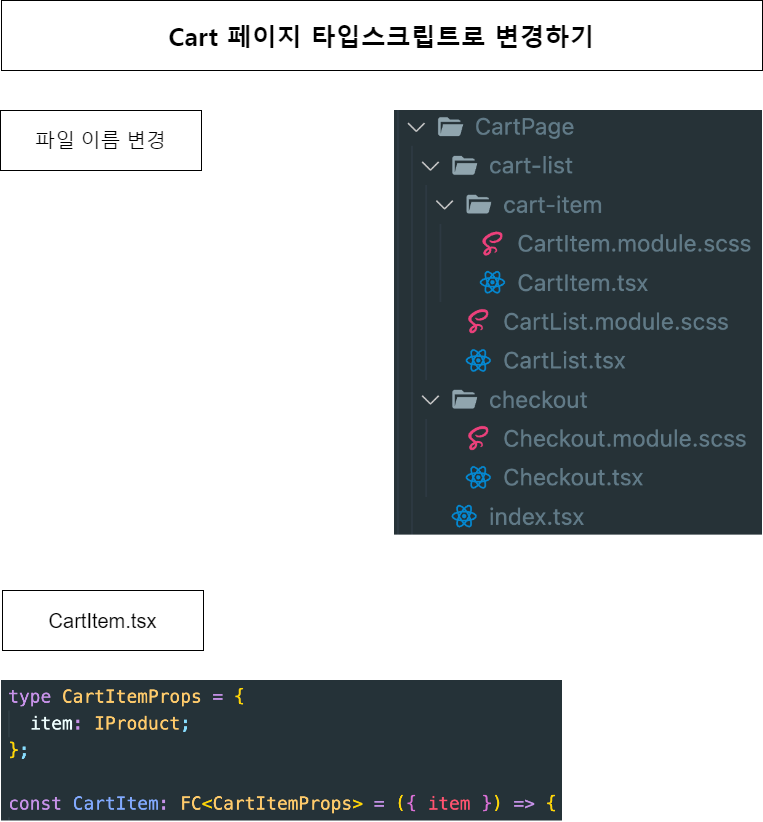 Cart 페이지 타입스크립트로 변경하기
파일 이름 변경
CartPage
cart-list
cart-item
CartItem.module.scss
CartItem.tsx
CartList.module.scss
CartList.tsx
checkout
Checkout.module.scss
Checkout.tsx
index.tsx
CartItem.tsx
type CartItemProps = {
  item: IProduct;
};
const CartItem: FC<CartItemProps> = ({ item }) => {